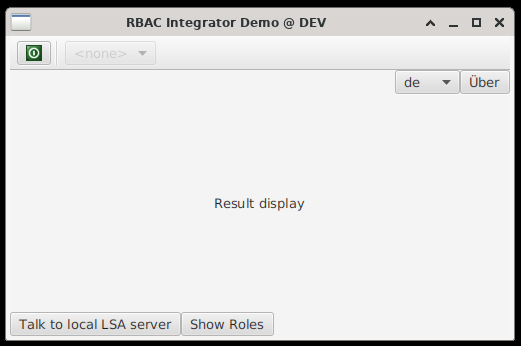 RBAC Integrator Demo @ DEV
<none>
de
Über
Result display
Talk to local LSA server
Show Roles